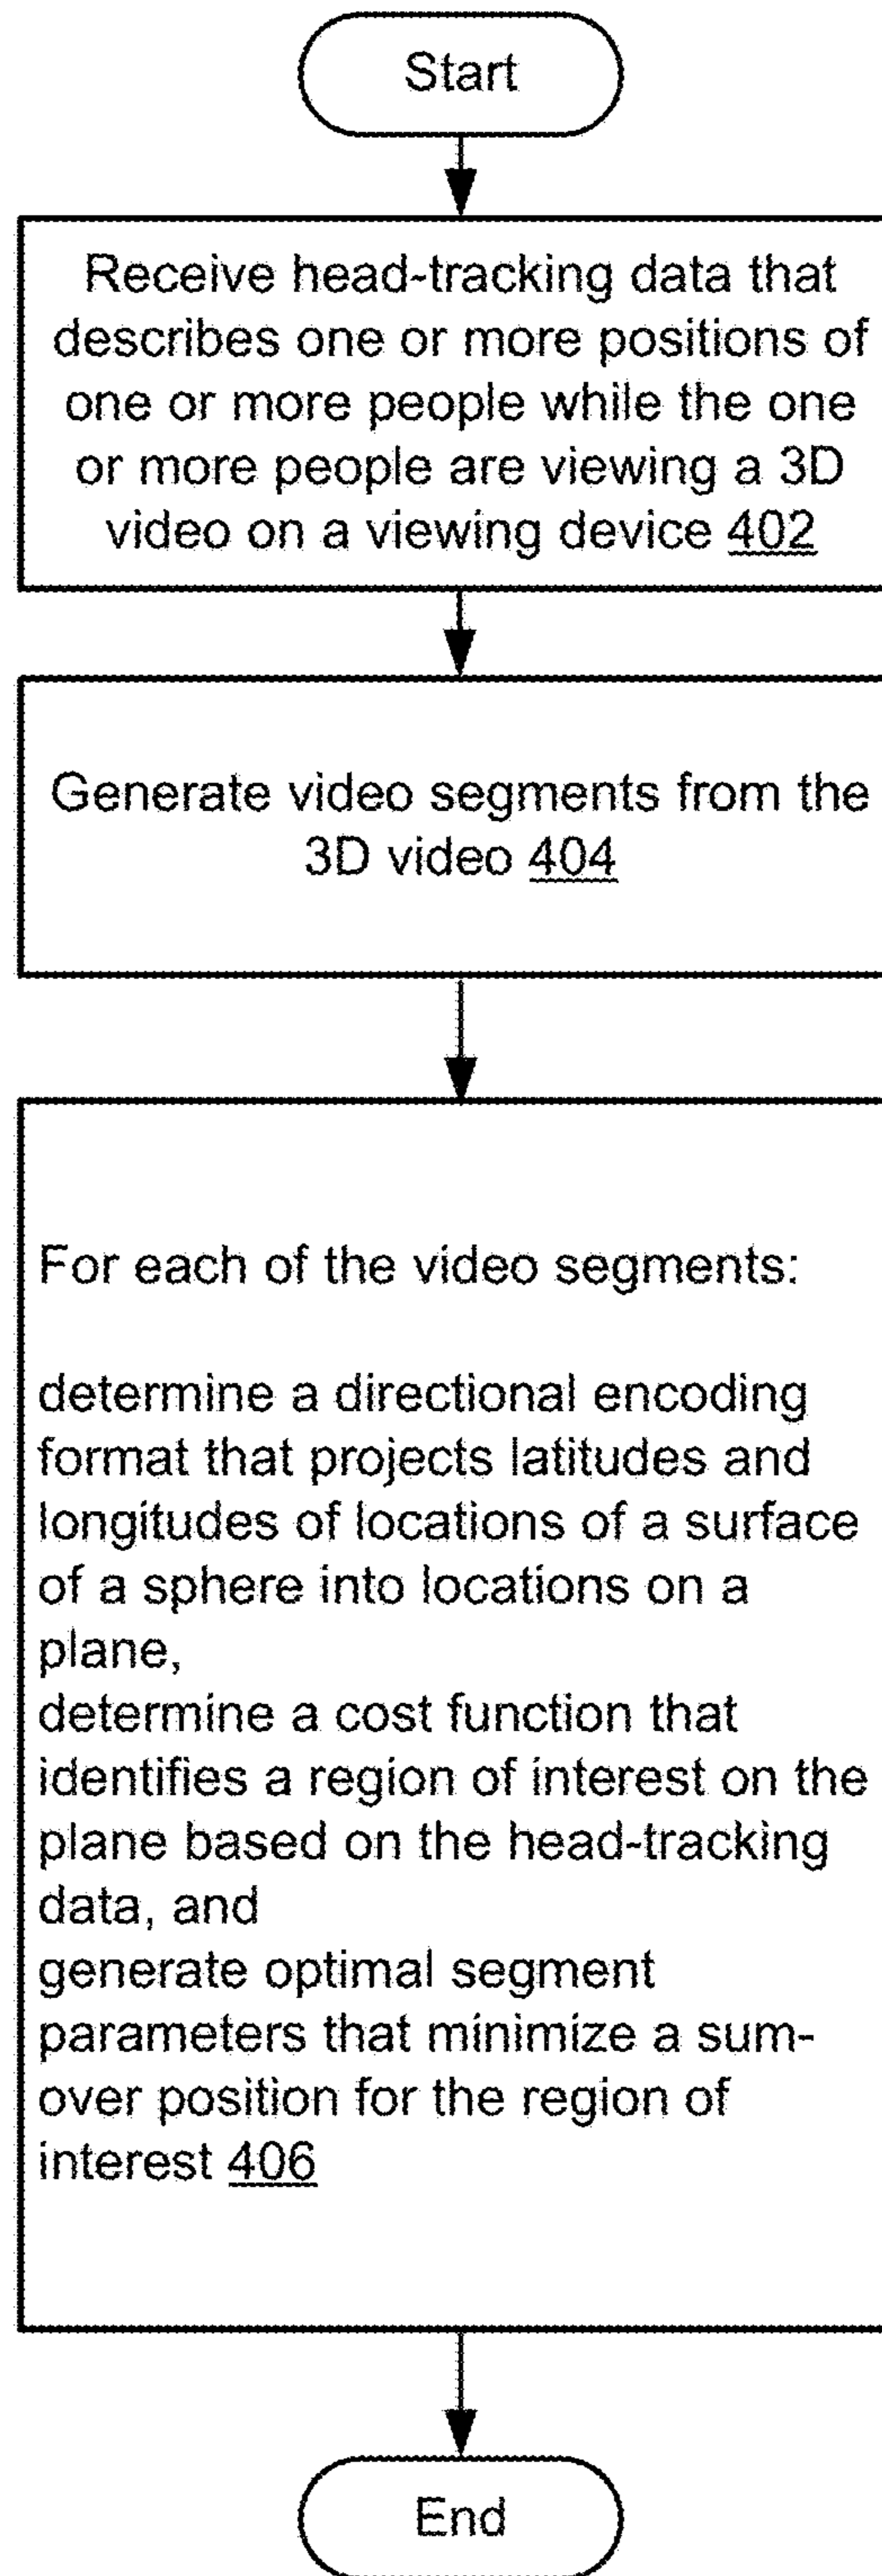 Start
Receive head-tracking data that
describes one or more positions of
one or more people while the one
or more people are viewing a 3D
video on a viewing device 402
Generate video segments from the
3D video 404
For each of the video segments:
determine a directional encoding
format that projects latitudes and
longitudes of locations of a surface
of a sphere into locations on a
plane,
determine a cost function that
identifies a region of interest on the
plane based on the head-tracking
data, and
generate optimal segment
parameters that minimize a sum-
over position for the region of
interest 406
End